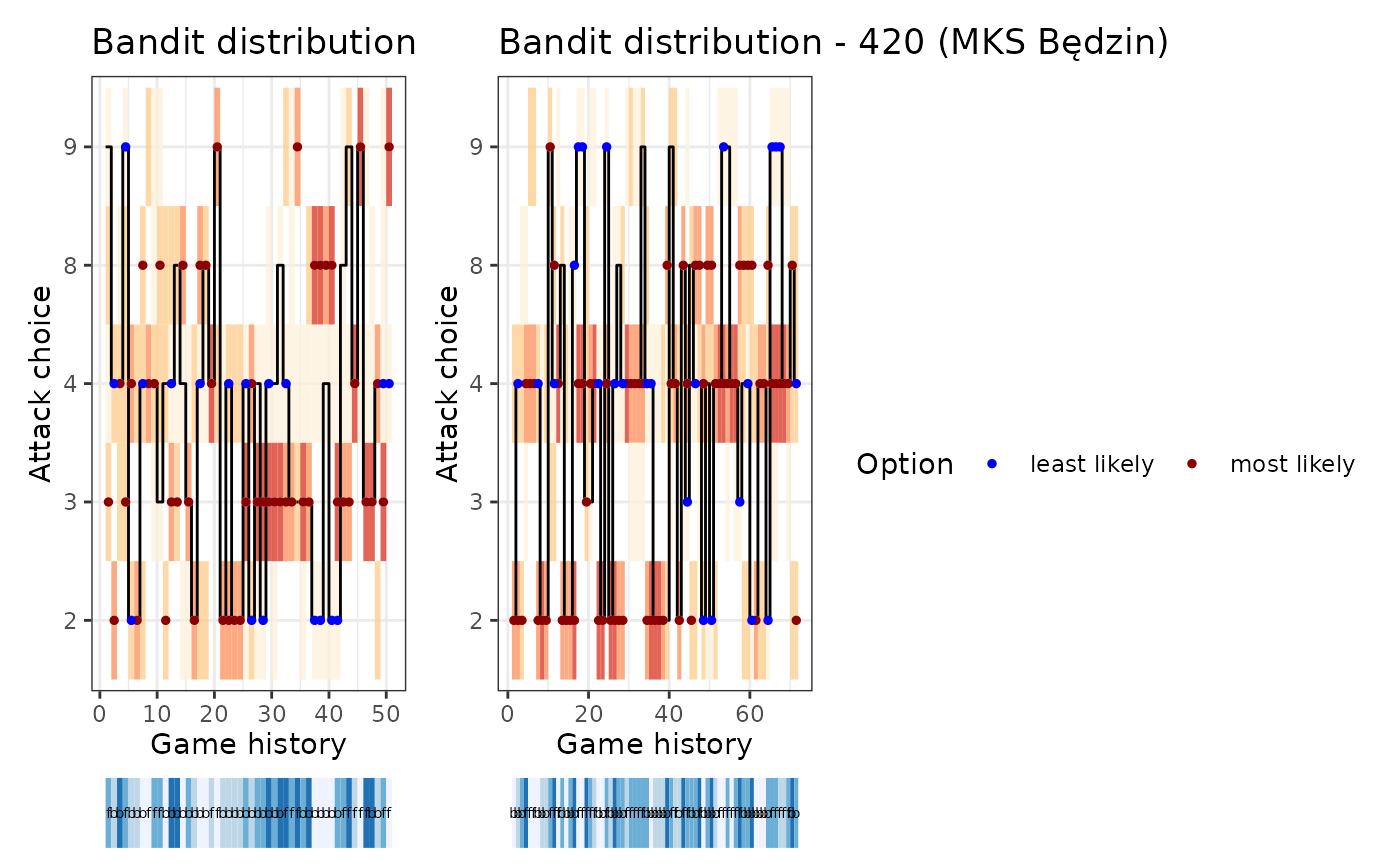 Bandit distribution
Bandit distribution - 420 (MKS Będzin)
Attack choice
9
8
4
3
2
0 10 20 30 40 50
Game history
Attack choice
9
8
4
3
2
0 20 40 60
Game history
Option least likely most likely